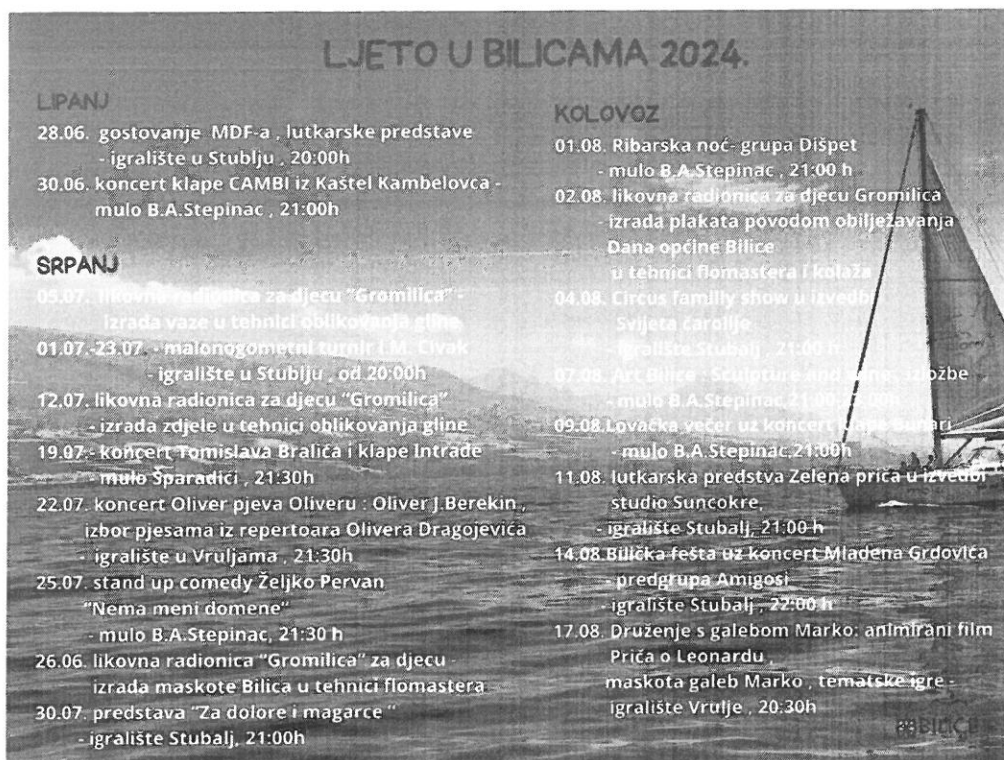 LJETO U BILICAMA 2024.
LIPANJ
28.06. gostovanje MDF-a , lutkarske predstave
- igralište u Stublju , 20:00h
30.06. koncert klape CAMBI iz Kaštel Kambelovca -
mulo B.A.Stepinac , 21:00h
SRPANJ
05.07. likovna radionica za djecu "Gromilica" -
izrada vaze u tehnici oblikovanja gline
01.07.-23.07. - malonogometni turnir i.M. Civak
- igralište u Stublju , od 20:00h
12.07. likovna radionica za djecu "Gromilica"
- izrada zdjele u tehnici oblikovanja gline
19.07.- koncert Tomislava Bralića i klape Intrade
- mulo Šparadići , 21:30h
22.07. koncert Oliver pjeva Oliveru : Oliver J.Berekin ,
izbor pjesama iz repertoara Olivera Dragojevića
- igralište u Vruljama , 21:30h
25.07. stand up comedy Željko Pervan
"Nema meni domene"
- mulo B.A.Stepinac, 21:30 h
26.06. likovna radionica "Gromilica" za djecu -
izrada maskote Bilica u tehnici flomastera
30.07. predstava "Za dolore i magarce "
- igralište Stubalj, 21:00h
KOLOVOZ
01.08. Ribarska noć- grupa Dišpet
- mulo B.A.Stepinac , 21:00 h
02.08. likovna radionica za djecu Gromilica
- izrada plakata povodom obilježavanja
Dana općine Bilice
u tehnici flomastera i kolaža
04.08. Circus familly show u izvedbi
Svijeta čarolije
- igralište Stubalj , 21:00 h
07.08. Art Bilice : Sculpture and izložbe
- mulo B.A.Stepinac,
09.08.Lovačka večer uz koncert klape Bunari
- mulo B.A.Stepinac,21:00h
11.08. lutkarska predstva Zelena priča u izvedbi
studio Suncokre,
- igralište Stubalj, 21:00 h
14.08.Bilička fešta uz koncert Mladena Grdovića
- predgrupa Amigosi
- igralište Stubalj , 22:00 h
17.08. Druženje s galebom Marko: animirani film
Priča o Leonardu ,
maskota galeb Marko , tematske igre -
igralište Vrulje , 20:30h
BILICE